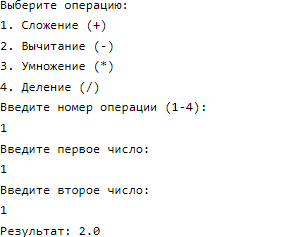 Выберите операцию:
1. Сложение (+)
2. Вычитание (-)
3. Умножение (*)
4. Деление (/)
Введите номер операции (1-4):
1
Введите первое число:
1
Введите второе число:
1
Результат: 2.0